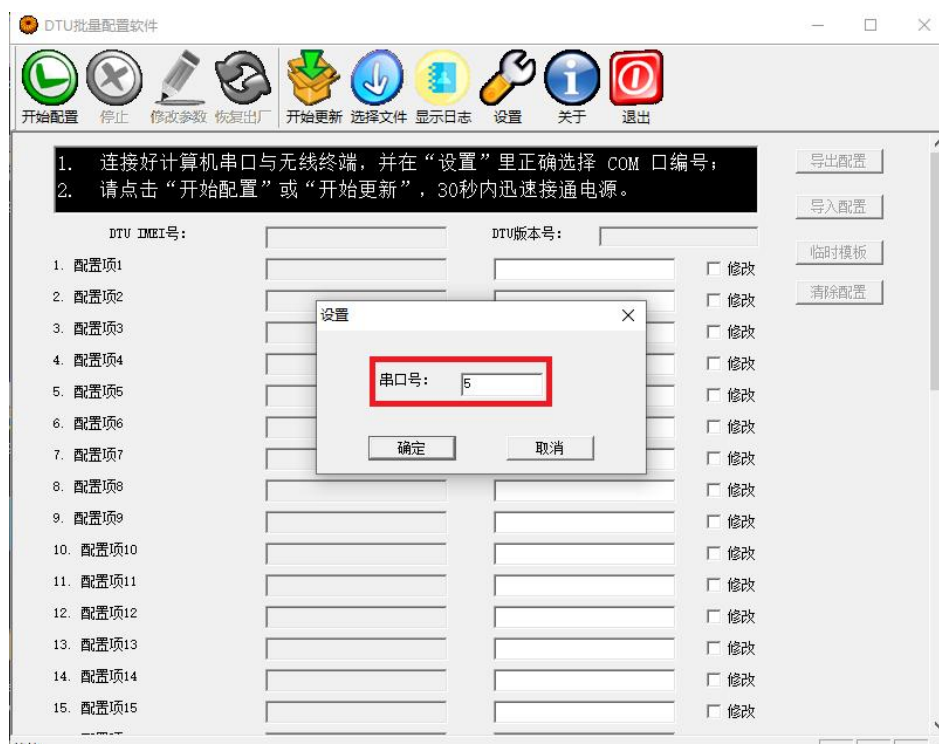 DTU批量配置软件
开始配置 停止 修改参数 恢复出厂 开始更新 选择文件 显示日志 设置 关于 退出
1. 连接好计算机串口与无线终端，并在“设置”里正确选择 COM 口编号；
2. 请点击“开始配置”或“开始更新”，30秒内迅速接通电源。
导出配置
导入配置
临时模板
清除配置
DTU IMEI号： DTU版本号：
1. 配置项1 修改
2. 配置项2 修改
3. 配置项3 修改
4. 配置项4 修改
5. 配置项5 修改
6. 配置项6 修改
7. 配置项7 修改
8. 配置项8 修改
9. 配置项9 修改
10. 配置项10 修改
11. 配置项11 修改
12. 配置项12 修改
13. 配置项13 修改
14. 配置项14 修改
15. 配置项15 修改
设置
串口号： 5
确定 取消